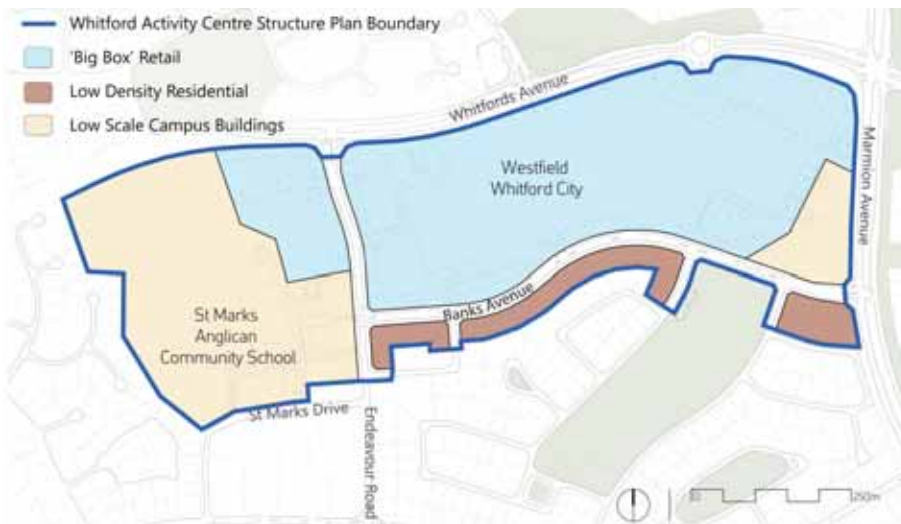 Whitford Activity Centre Structure Plan Boundary
'Big Box' Retail
Low Density Residential
Low Scale Campus Buildings
Whitfords Avenue
Westfield
Whitford City
Marmion Avenue
Banks Avenue
St Marks
Anglican
Community School
St Marks Drive
Endeavour Road
250m